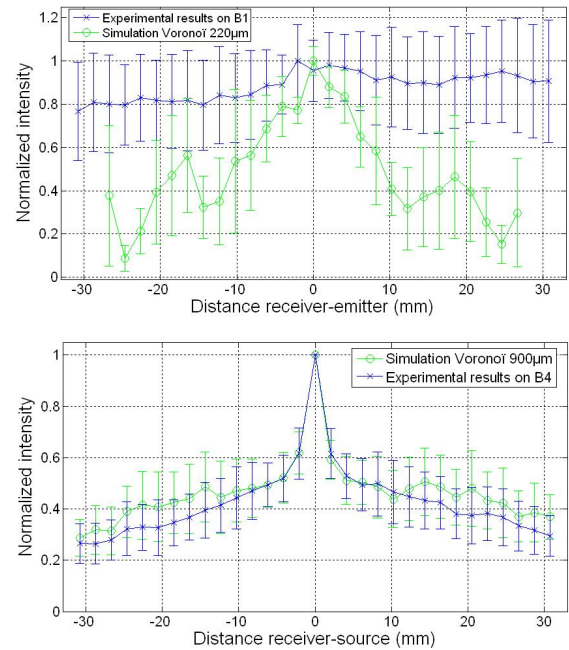 1.2
1
0.8
0.6
0.4
0.2
0
Normalized intensity
Experimental results on B1
Simulation Voronoï 220µm
-30 -20 -10 0 10 20 30
Distance receiver-emitter (mm)
1
0.8
0.6
0.4
0.2
0
Normalized intensity
Simulation Voronoï 900µm
Experimental results on B4
-30 -20 -10 0 10 20 30
Distance receiver-source (mm)